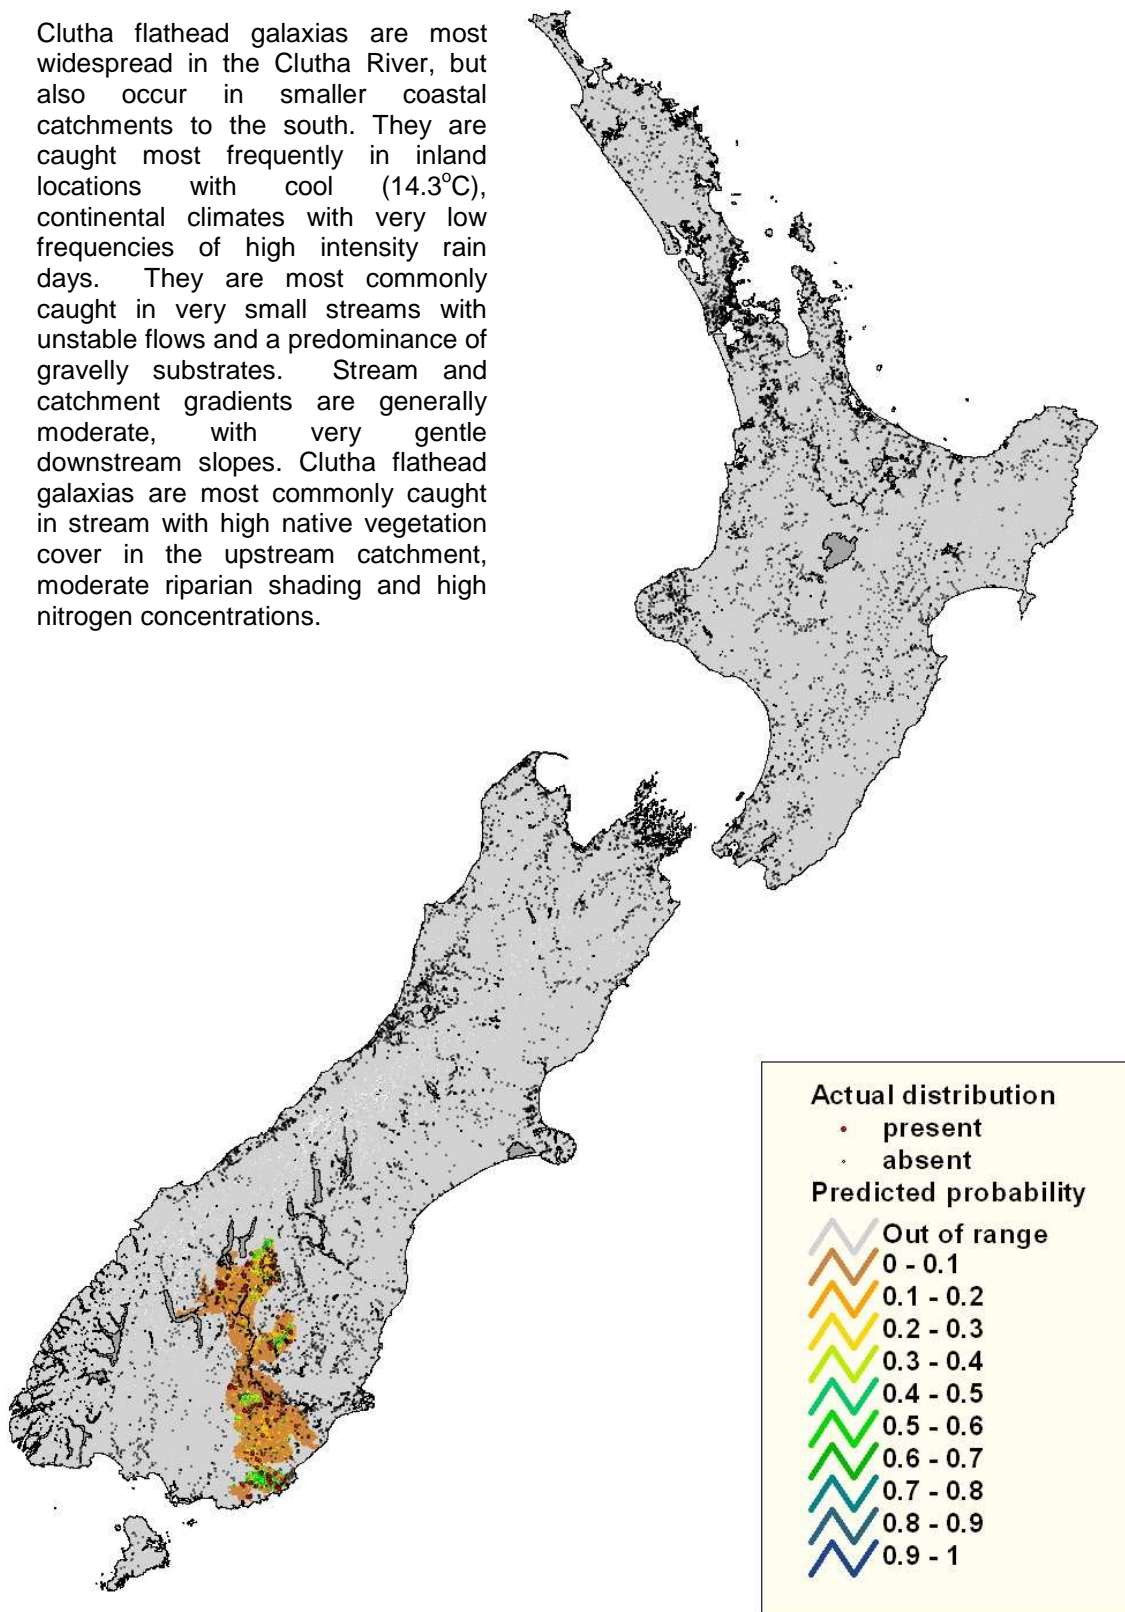 Clutha flathead galaxias are most
widespread in the Clutha River, but
also occur in smaller coastal
catchments to the south. They are
caught most frequently in inland
locations with cool (14.3°C),
continental climates with very low
frequencies of high intensity rain
days. They are most commonly
caught in very small streams with
unstable flows and a predominance of
gravelly substrates. Stream and
catchment gradients are generally
moderate, with very gentle
downstream slopes. Clutha flathead
galaxias are most commonly caught
in stream with high native vegetation
cover in the upstream catchment,
moderate riparian shading and high
nitrogen concentrations.
Actual distribution
present
absent
Predicted probability
Out of range
0 - 0.1
0.1 - 0.2
0.2 - 0.3
0.3 - 0.4
0.4 - 0.5
0.5 - 0.6
0.6 - 0.7
0.7 - 0.8
0.8 - 0.9
0.9 - 1